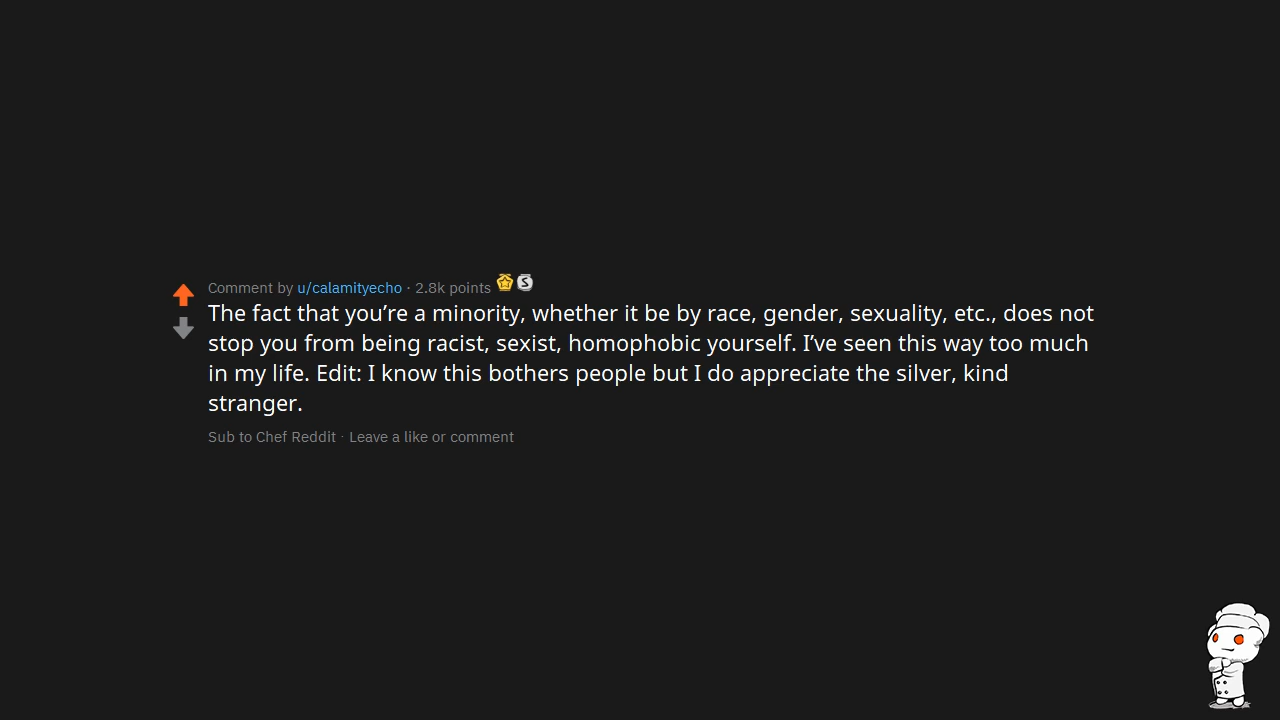 Comment by u/calamityecho · 2.8k points
The fact that you’re a minority, whether it be by race, gender, sexuality, etc., does not
stop you from being racist, sexist, homophobic yourself. I’ve seen this way too much
in my life. Edit: I know this bothers people but I do appreciate the silver, kind
stranger.
Sub to Chef Reddit · Leave a like or comment